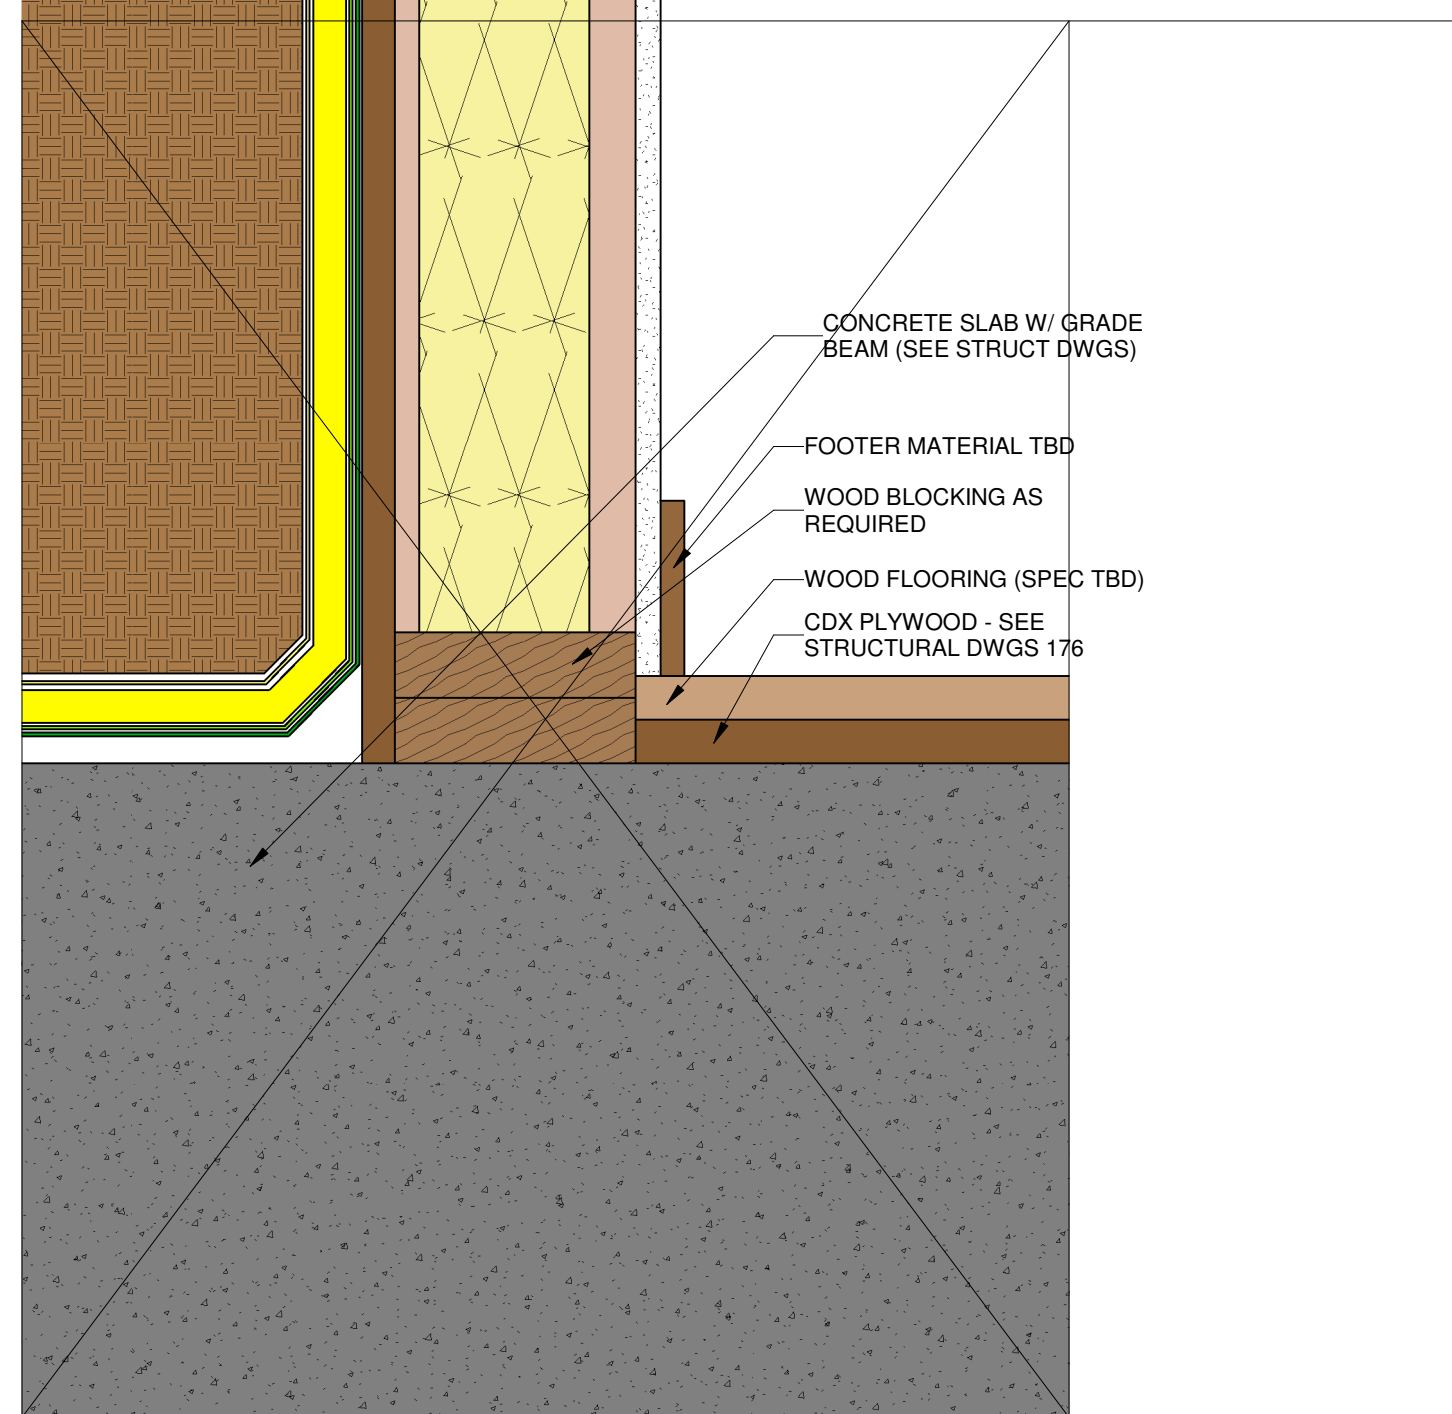 CONCRETE SLAB W/ GRADE
BEAM (SEE STRUCT DWGS)
FOOTER MATERIAL TBD
WOOD BLOCKING AS
REQUIRED
WOOD FLOORING (SPEC TBD)
CDX PLYWOOD - SEE
STRUCTURAL DWGS 176